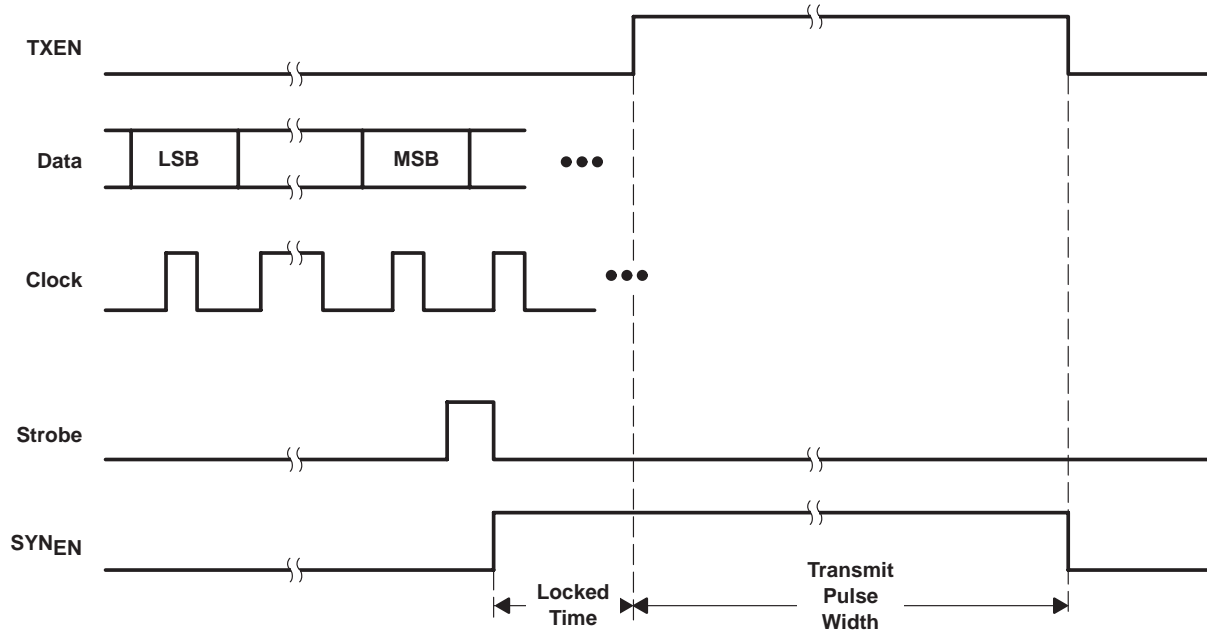 TXEN
Data
LSB
MSB
Clock
Strobe
SYNEN
Locked
Time
Transmit
Pulse
Width